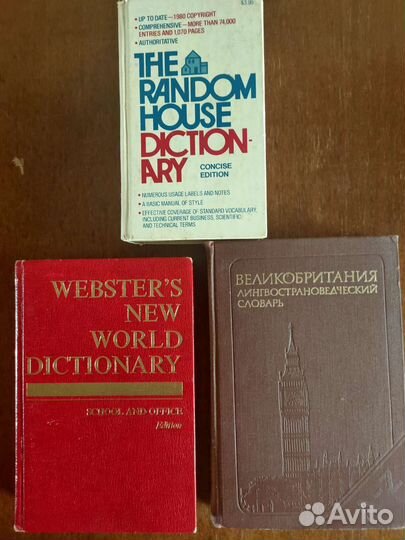 $3.95
• UP TO DATE—1980 COPYRIGHT
• COMPREHENSIVE—MORE THAN 74,000
ENTRIES AND 1,070 PAGES
• AUTHORITATIVE
THE
RANDOM
HOUSE
DICTION-
ARY
CONCISE
EDITION
• NUMEROUS USAGE LABELS AND NOTES
• A BASIC MANUAL OF STYLE
• EFFECTIVE COVERAGE OF STANDARD VOCABULARY,
INCLUDING CURRENT BUSINESS, SCIENTIFIC,
AND TECHNICAL TERMS
WEBSTER'S
NEW
WORLD
DICTIONARY
SCHOOL AND OFFICE
Edition
ВЕЛИКОБРИТАНИЯ
ЛИНГВОСТРАНОВЕДЧЕСКИЙ
СЛОВАРЬ
Avito